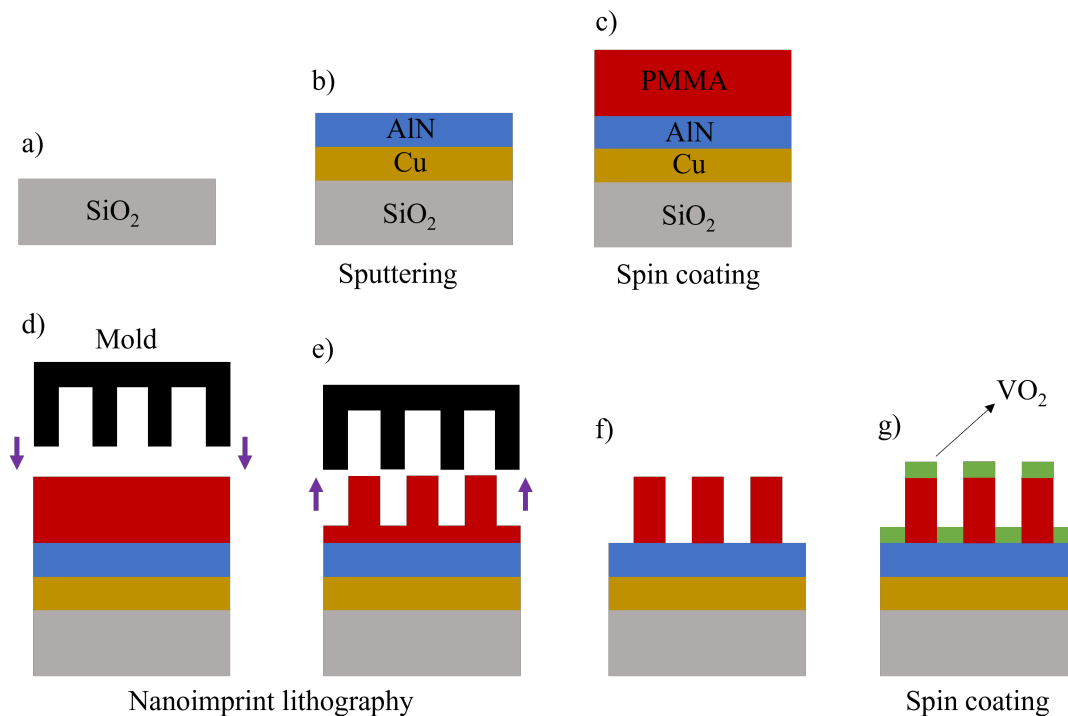 a)
SiO₂
b)
AlN
Cu
SiO₂
Sputtering
c)
PMMA
AlN
Cu
SiO₂
Spin coating
d)
Mold
e)
Nanoimprint lithography
f)
g)
VO₂
Spin coating